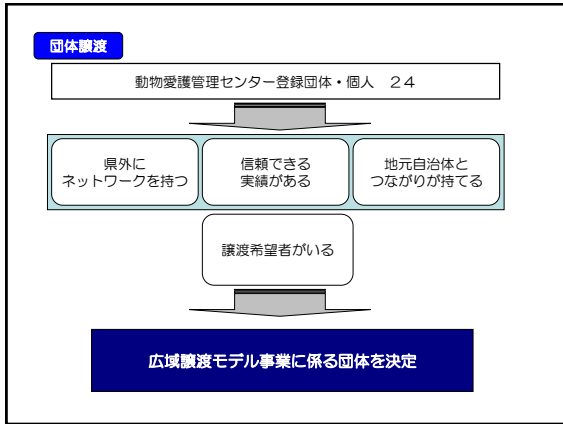 団体譲渡
動物愛護管理センター登録団体・個人　２４
県外に
ネットワークを持つ
信頼できる
実績がある
地元自治体と
つながりが持てる
譲渡希望者がいる
広域譲渡モデル事業に係る団体を決定